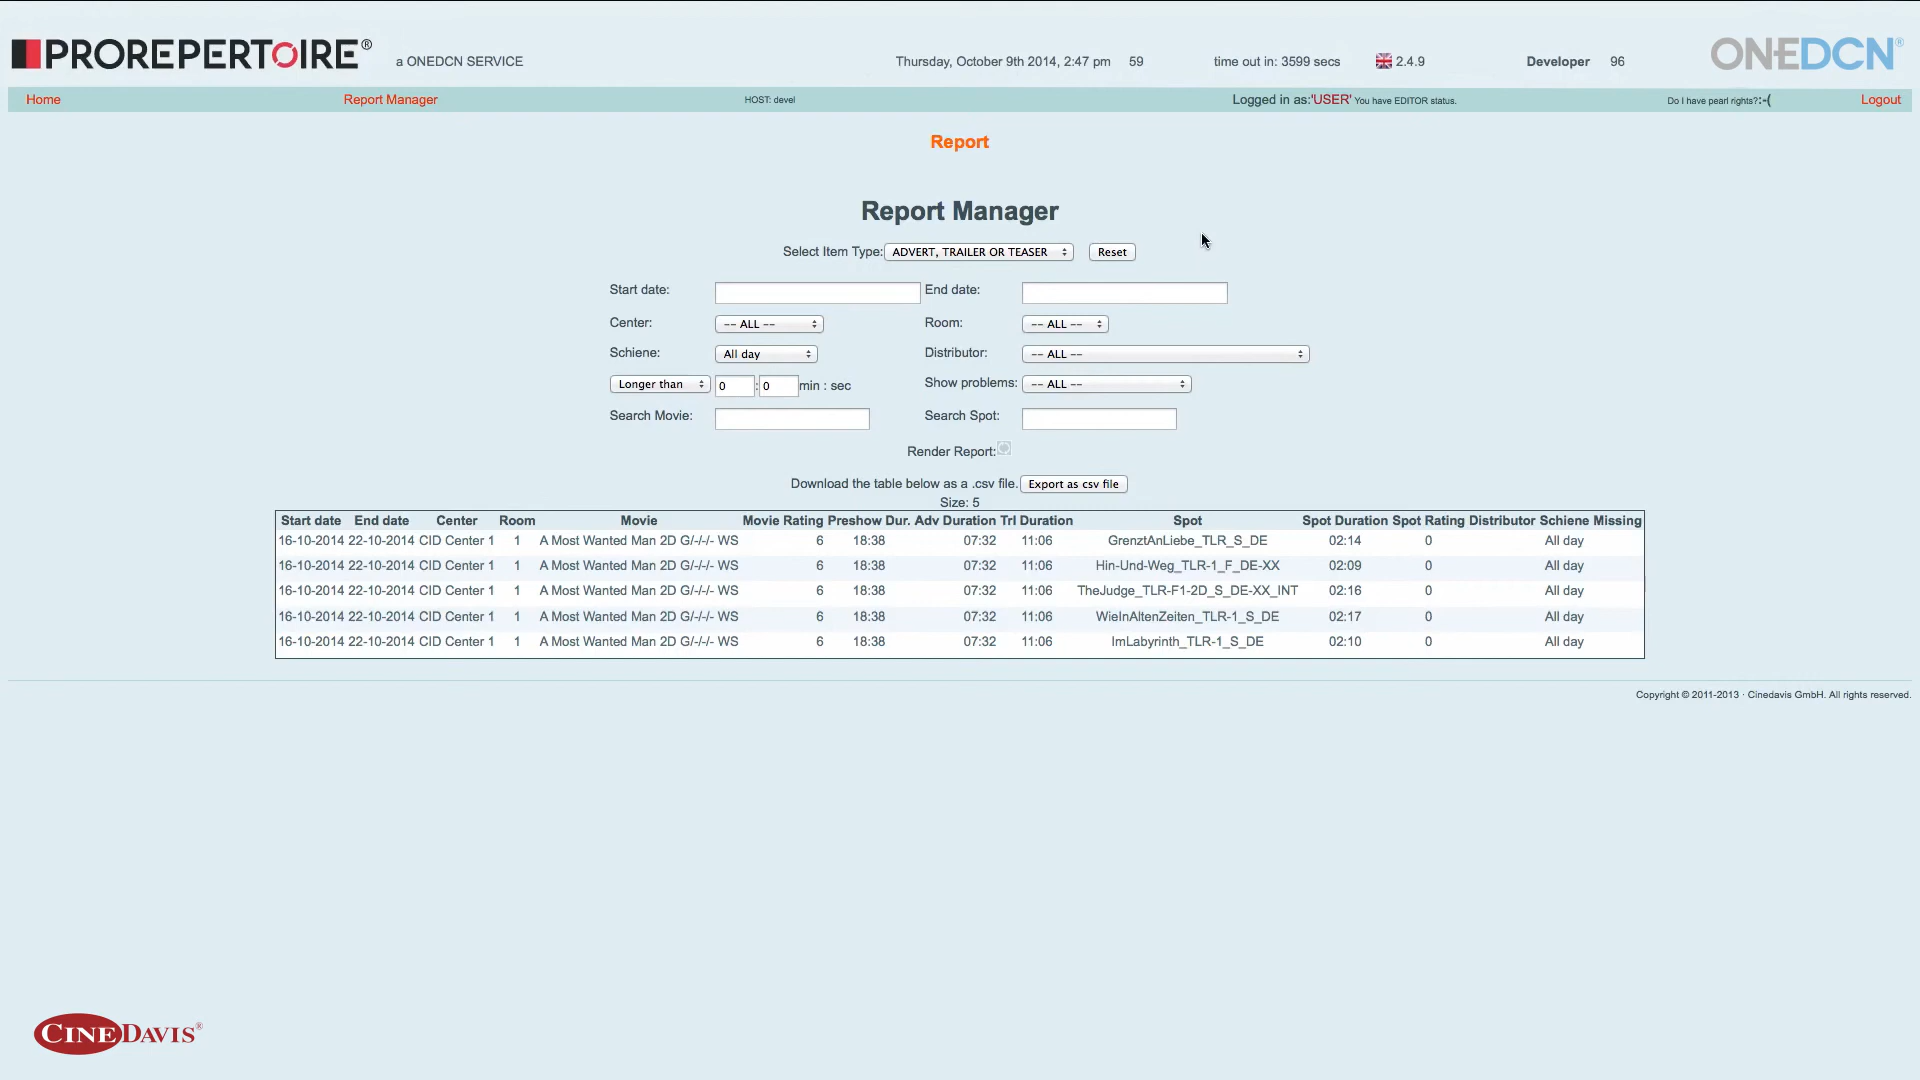 PROREPERTOIRE® a ONEDCN SERVICE Thursday, October 9th 2014, 2:47 pm 59 time out in: 3599 secs 2.4.9 Developer 96 ONEDCN®
Home Report Manager HOST: devel Logged in as:'USER' You have EDITOR status. Do I have pearl rights?:-( Logout
Report
Report Manager
Select Item Type: ADVERT, TRAILER OR TEASER Reset
Start date: End date:
Center: -- ALL -- Room: -- ALL --
Schiene: All day Distributor: -- ALL --
Longer than 0 : 0 min : sec Show problems: -- ALL --
Search Movie: Search Spot:
Render Report:
Download the table below as a .csv file. Export as csv file
Size: 5
Start date End date Center Room Movie Movie Rating Preshow Dur. Adv Duration Trl Duration Spot Spot Duration Spot Rating Distributor Schiene Missing
16-10-2014 22-10-2014 CID Center 1 1 A Most Wanted Man 2D G/-/-/- WS 6 18:38 07:32 11:06 GrenztAnLiebe_TLR_S_DE 02:14 0 All day
16-10-2014 22-10-2014 CID Center 1 1 A Most Wanted Man 2D G/-/-/- WS 6 18:38 07:32 11:06 Hin-Und-Weg_TLR-1_F_DE-XX 02:09 0 All day
16-10-2014 22-10-2014 CID Center 1 1 A Most Wanted Man 2D G/-/-/- WS 6 18:38 07:32 11:06 TheJudge_TLR-F1-2D_S_DE-XX_INT 02:16 0 All day
16-10-2014 22-10-2014 CID Center 1 1 A Most Wanted Man 2D G/-/-/- WS 6 18:38 07:32 11:06 WieInAltenZeiten_TLR-1_S_DE 02:17 0 All day
16-10-2014 22-10-2014 CID Center 1 1 A Most Wanted Man 2D G/-/-/- WS 6 18:38 07:32 11:06 ImLabyrinth_TLR-1_S_DE 02:10 0 All day
Copyright © 2011-2013 · Cinedavis GmbH. All rights reserved.
CINEDAVIS®